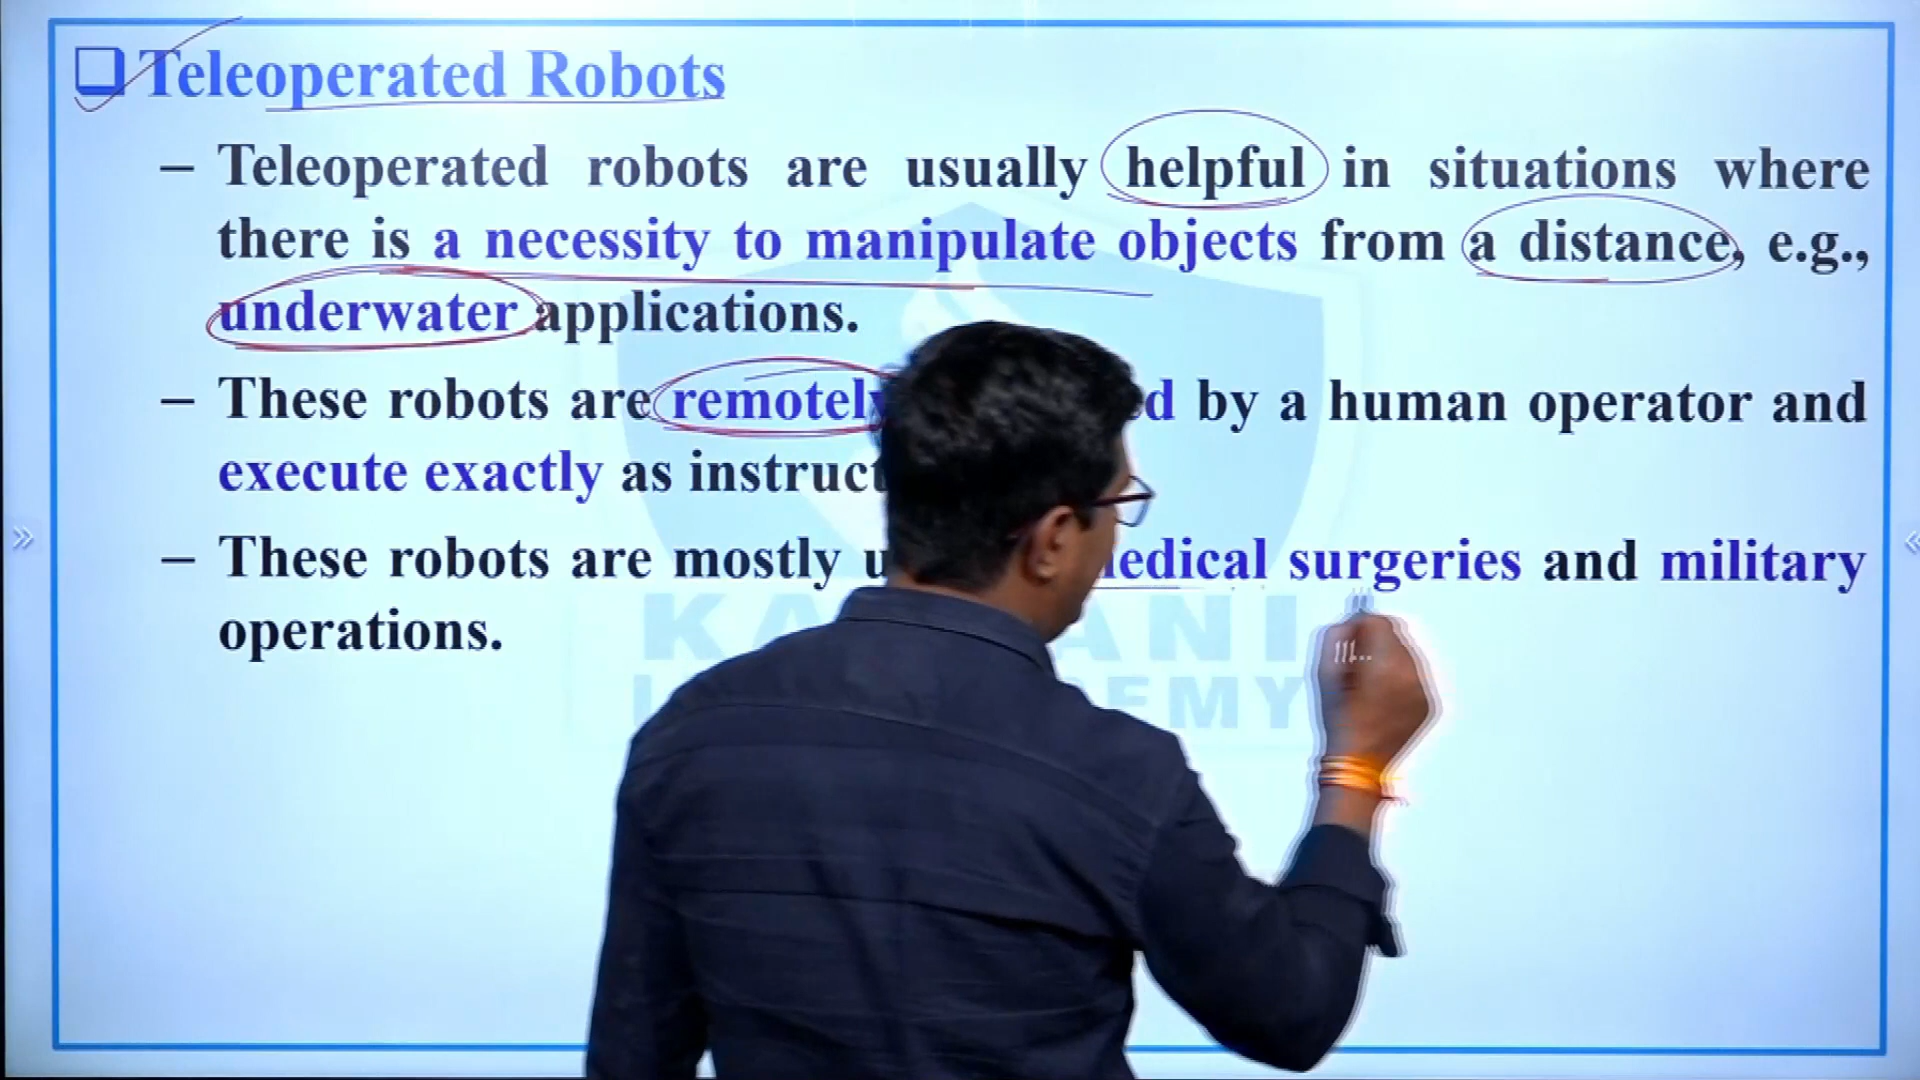 ❑ Teleoperated Robots
– Teleoperated robots are usually helpful in situations where
there is a necessity to manipulate objects from a distance, e.g.,
underwater applications.
– These robots are remotely by a human operator and
execute exactly as
– These robots are mostly surgeries and military
operations.